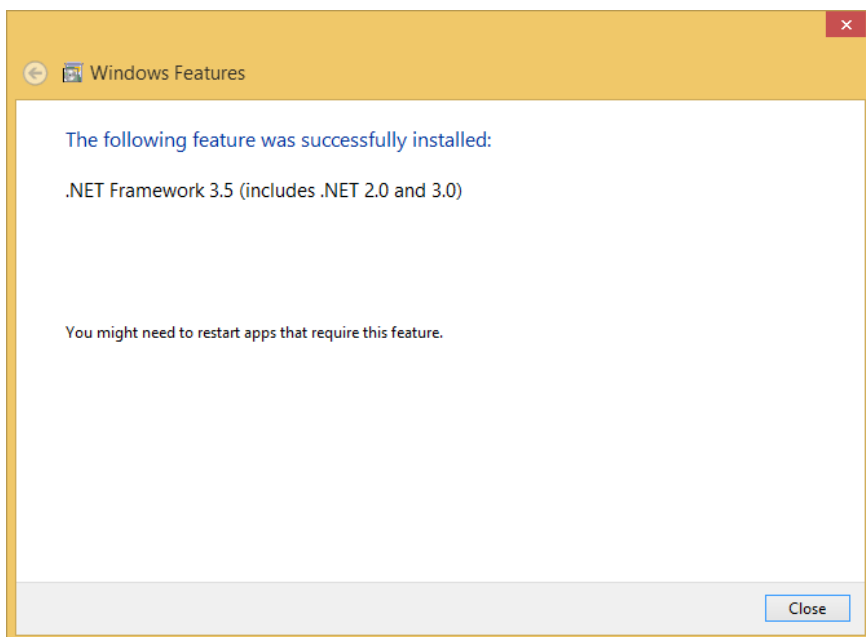 Windows Features
The following feature was successfully installed:
.NET Framework 3.5 (includes .NET 2.0 and 3.0)
You might need to restart apps that require this feature.
Close